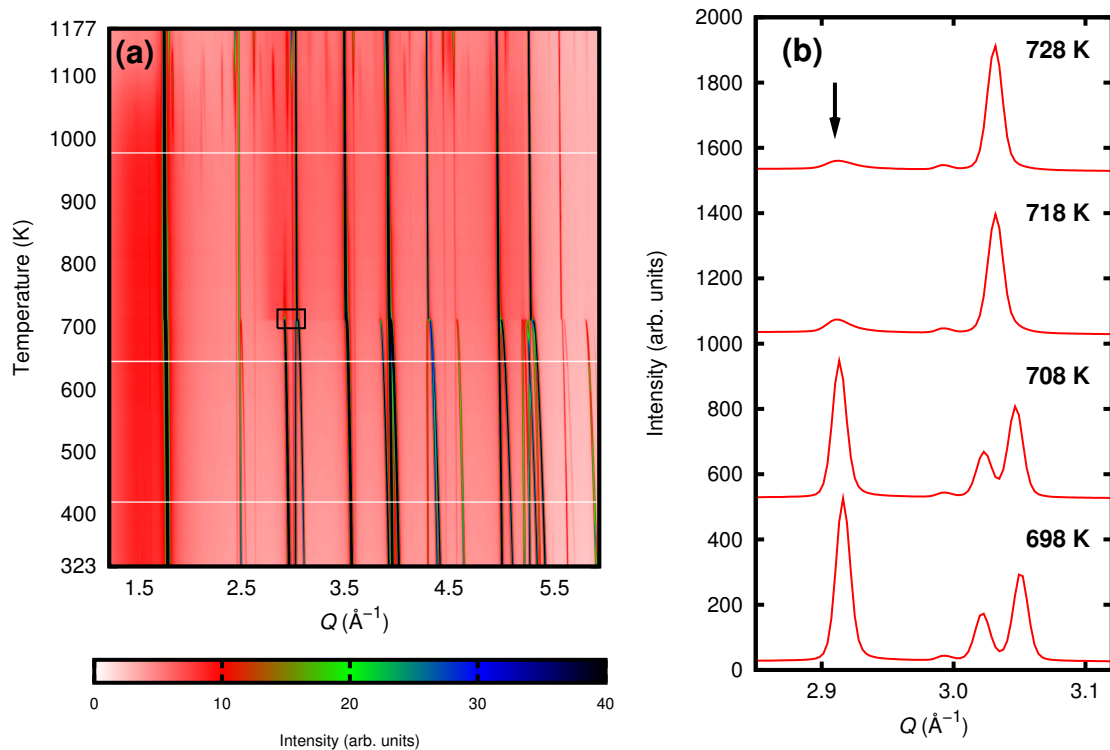 (a)
1177
1100
1000
900
800
700
600
500
400
323
Temperature (K)
1.5 2.5 3.5 4.5 5.5
Q (Å⁻¹)
0 10 20 30 40
Intensity (arb. units)
(b)
2000
1800
1600
1400
1200
1000
800
600
400
200
0
Intensity (arb. units)
728 K
718 K
708 K
698 K
2.9 3.0 3.1
Q (Å⁻¹)